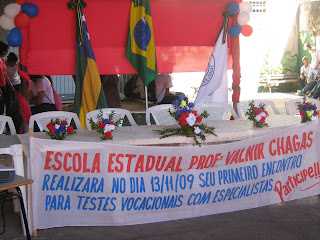 ESCOLA ESTADUAL PROFª VALNIR CHAGAS
REALIZARÁ NO DIA 13/11/09 SEU PRIMEIRO ENCONTRO
PARA TESTES VOCACIONAIS COM ESPECIALISTAS
Participe!!